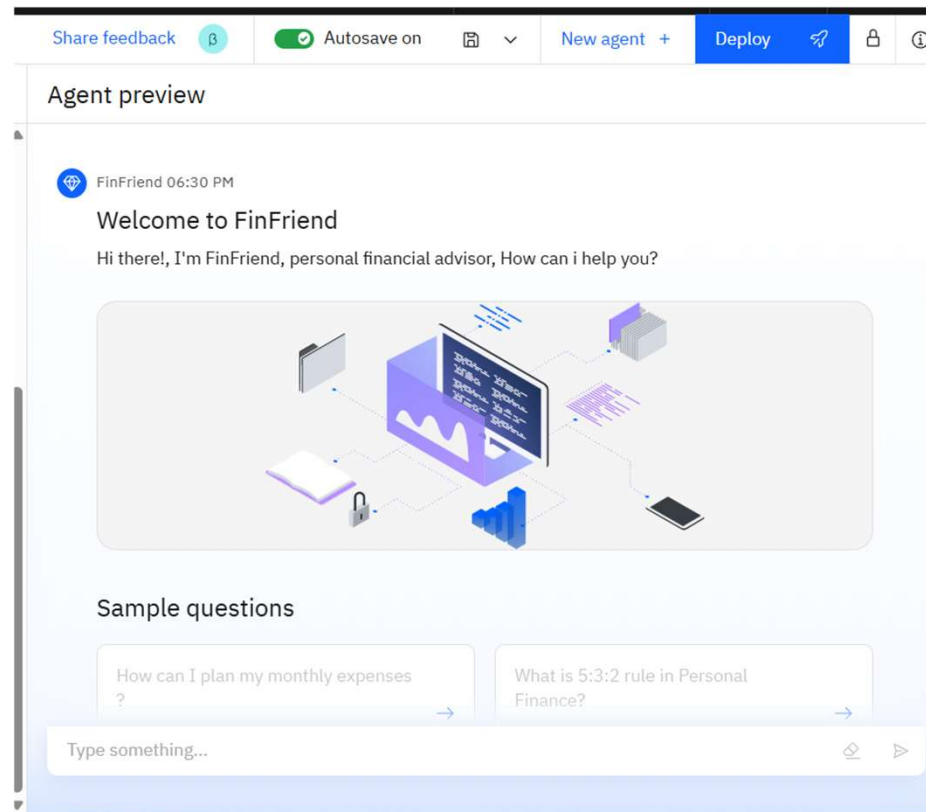 Share feedback β Autosave on New agent + Deploy
Agent preview
FinFriend 06:30 PM
Welcome to FinFriend
Hi there!, I'm FinFriend, personal financial advisor, How can i help you?
Sample questions
How can I plan my monthly expenses
?
What is 5:3:2 rule in Personal
Finance?
Type something...